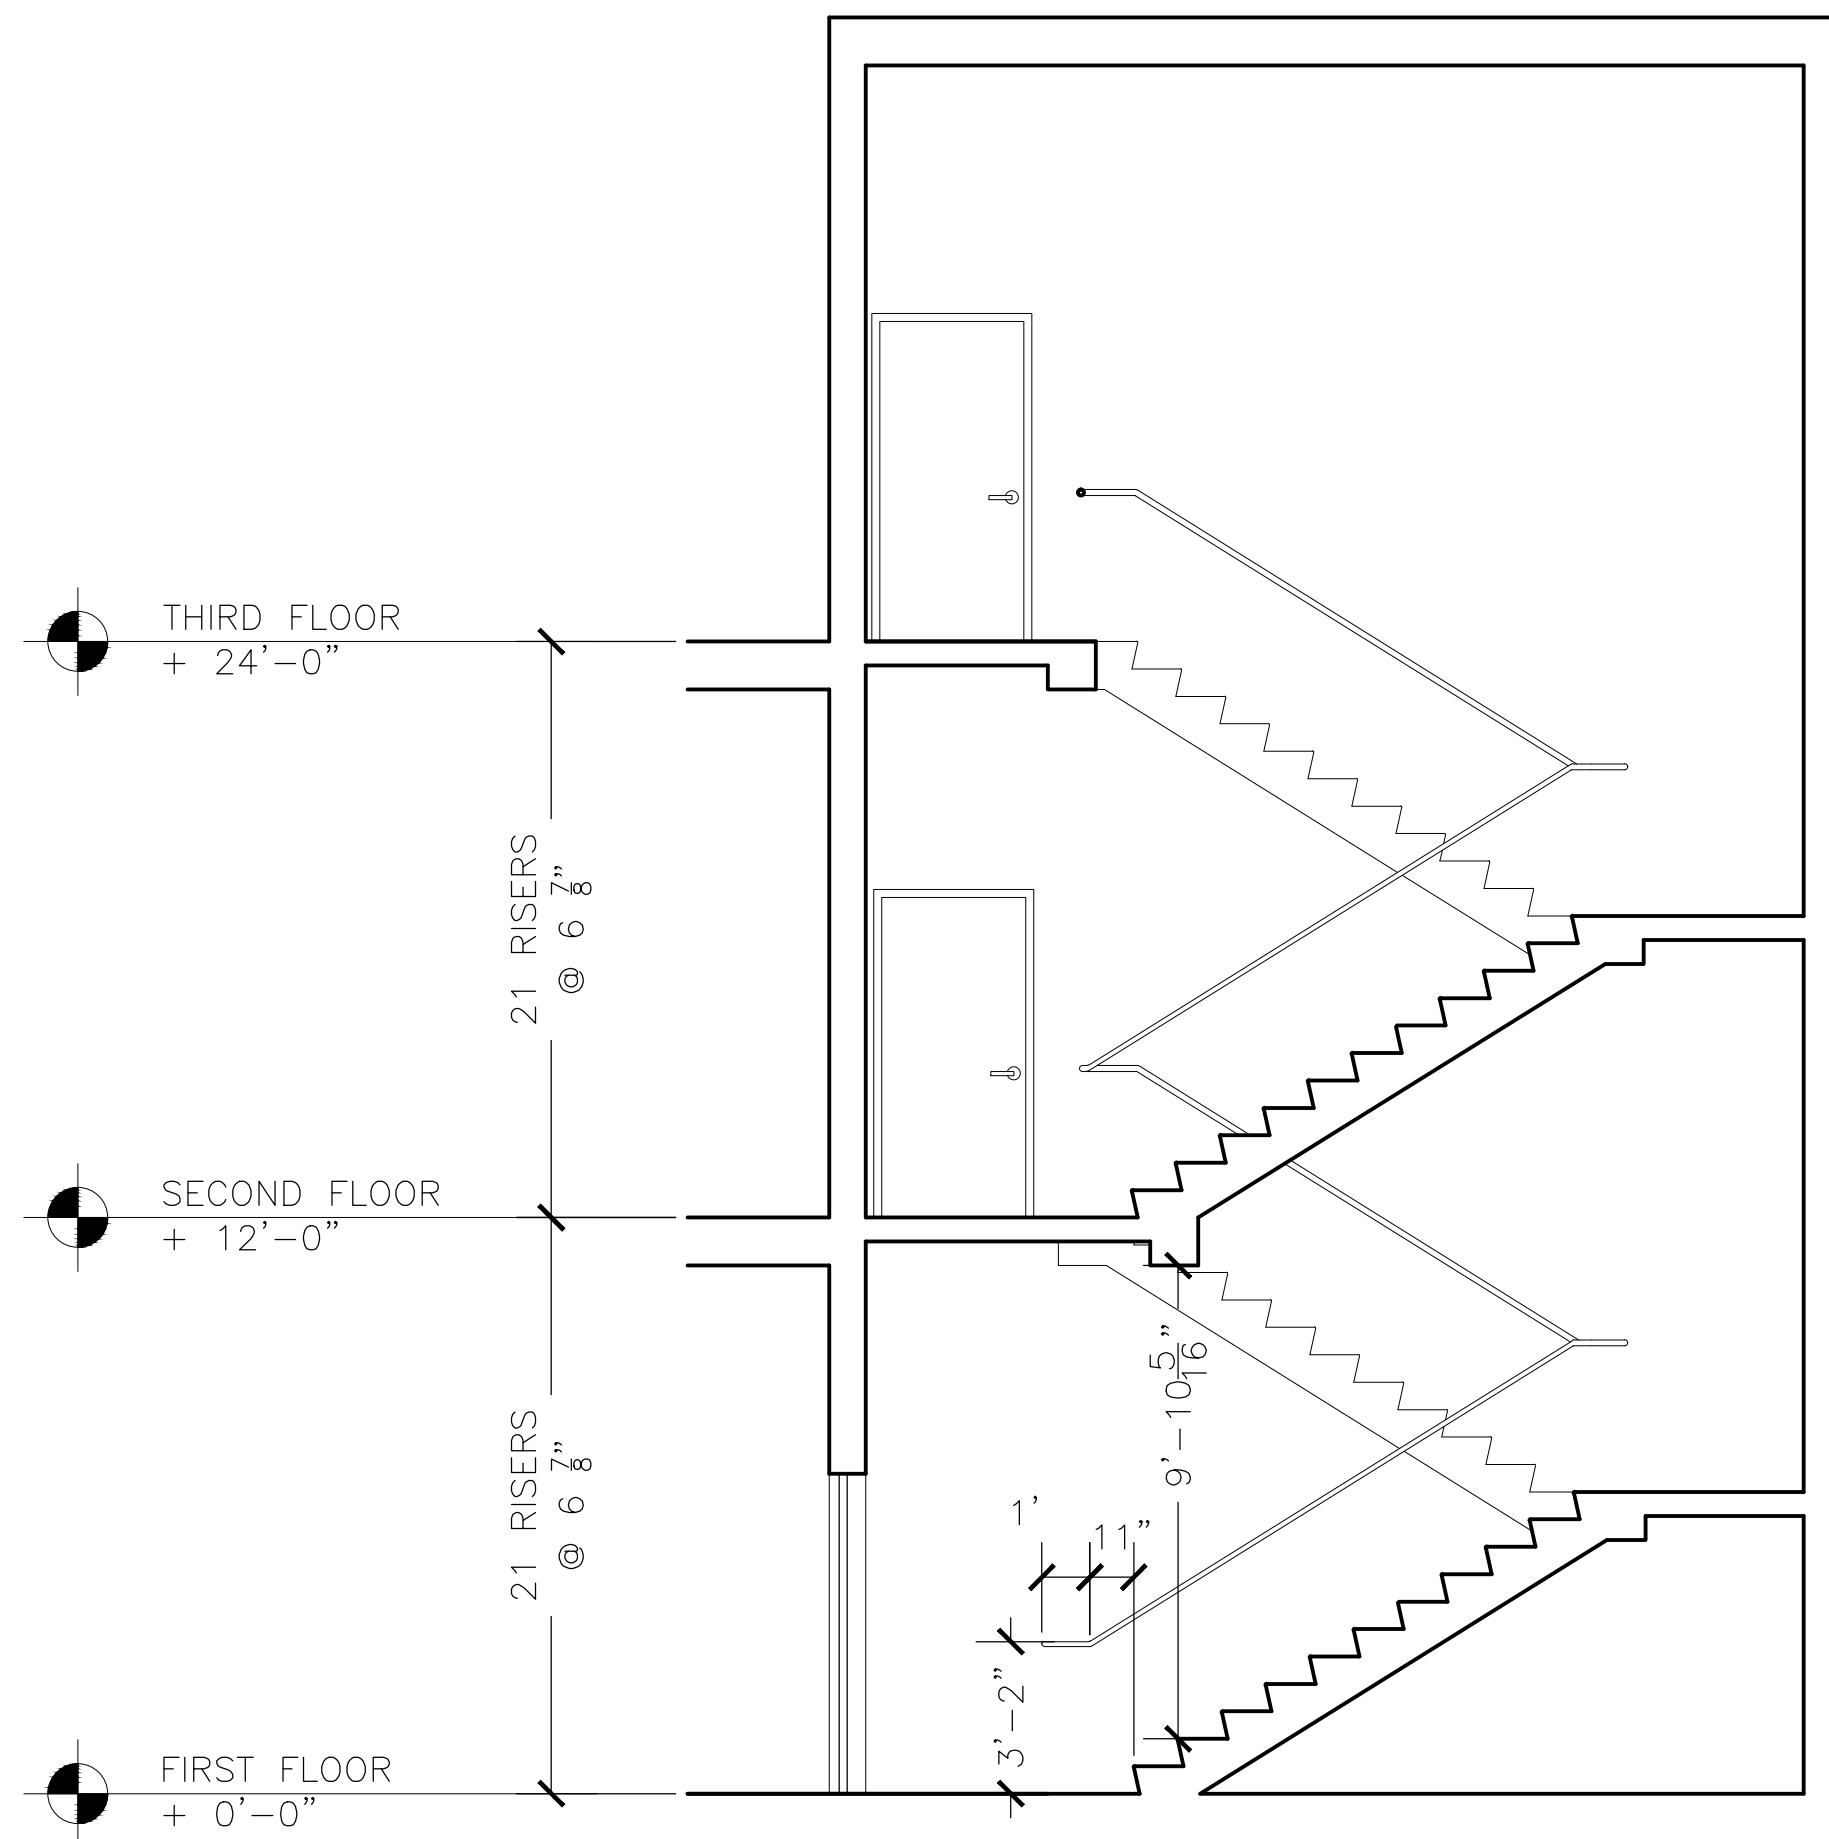 THIRD FLOOR
+ 24'-0"
21 RISERS
@ 6 7/8"
SECOND FLOOR
+ 12'-0"
21 RISERS
@ 6 7/8"
9'-10 5/16"
1'
11"
3'-2"
FIRST FLOOR
+ 0'-0"